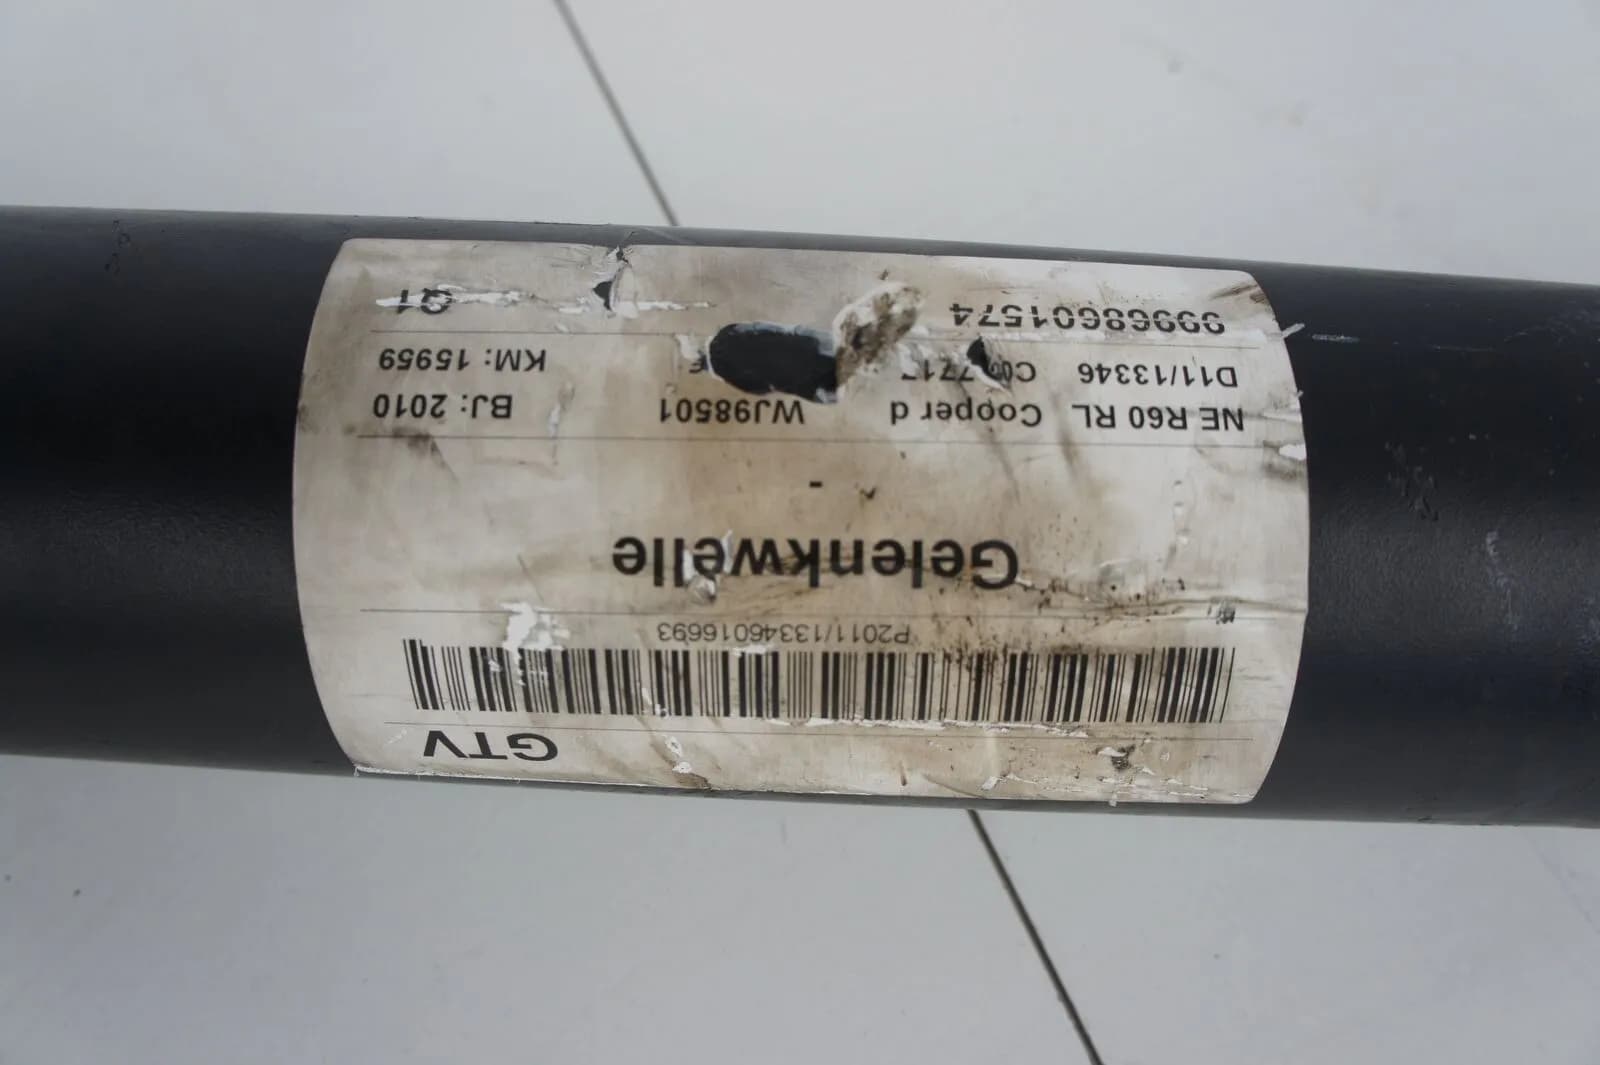 GTV
P2011/13346016693
Gelenkwelle
-
NE R60 RL Cooper d WJ98501 BJ: 2010
D11/13346 KM: 15959
99968601574 Q1